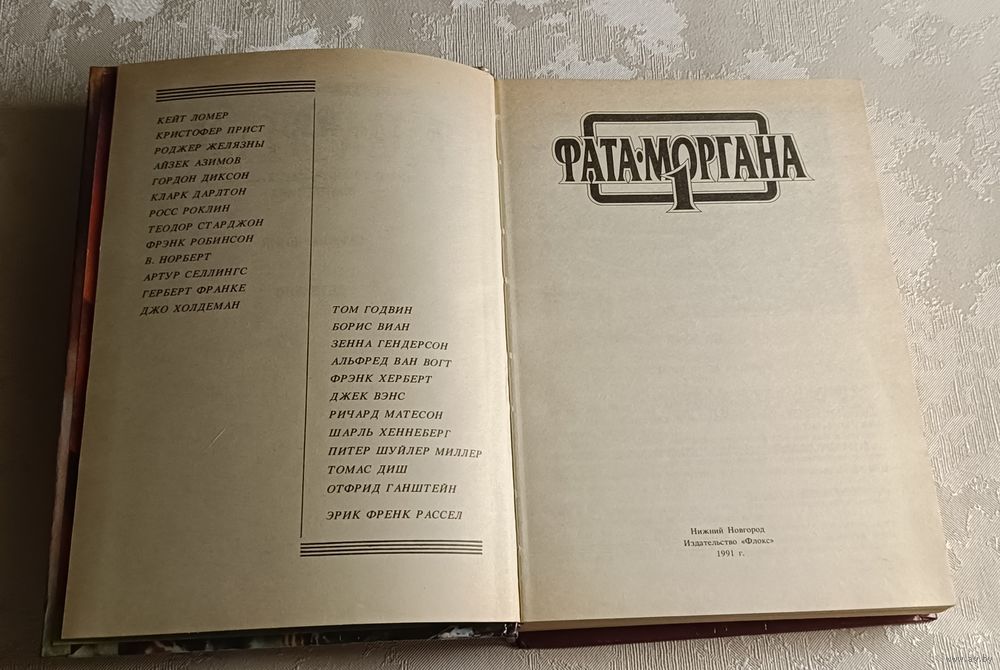 КЕЙТ ЛОМЕР
КРИСТОФЕР ПРИСТ
РОДЖЕР ЖЕЛЯЗНЫ
АЙЗЕК АЗИМОВ
ГОРДОН ДИКСОН
КЛАРК ДАРЛТОН
РОСС РОКЛИН
ТЕОДОР СТАРДЖОН
ФРЭНК РОБИНСОН
В. НОРБЕРТ
АРТУР СЕЛЛИНГС
ГЕРБЕРТ ФРАНКЕ
ДЖО ХОЛДЕМАН
ТОМ ГОДВИН
БОРИС ВИАН
ЗЕННА ГЕНДЕРСОН
АЛЬФРЕД ВАН ВОГТ
ФРЭНК ХЕРБЕРТ
ДЖЕК ВЭНС
РИЧАРД МАТЕСОН
ШАРЛЬ ХЕННЕБЕРГ
ПИТЕР ШУЙЛЕР МИЛЛЕР
ТОМАС ДИШ
ОТФРИД ГАНШТЕЙН
ЭРИК ФРЕНК РАССЕЛ
ФАТА·МОРГАНА
1
Нижний Новгород
Издательство «Флокс»
1991 г.